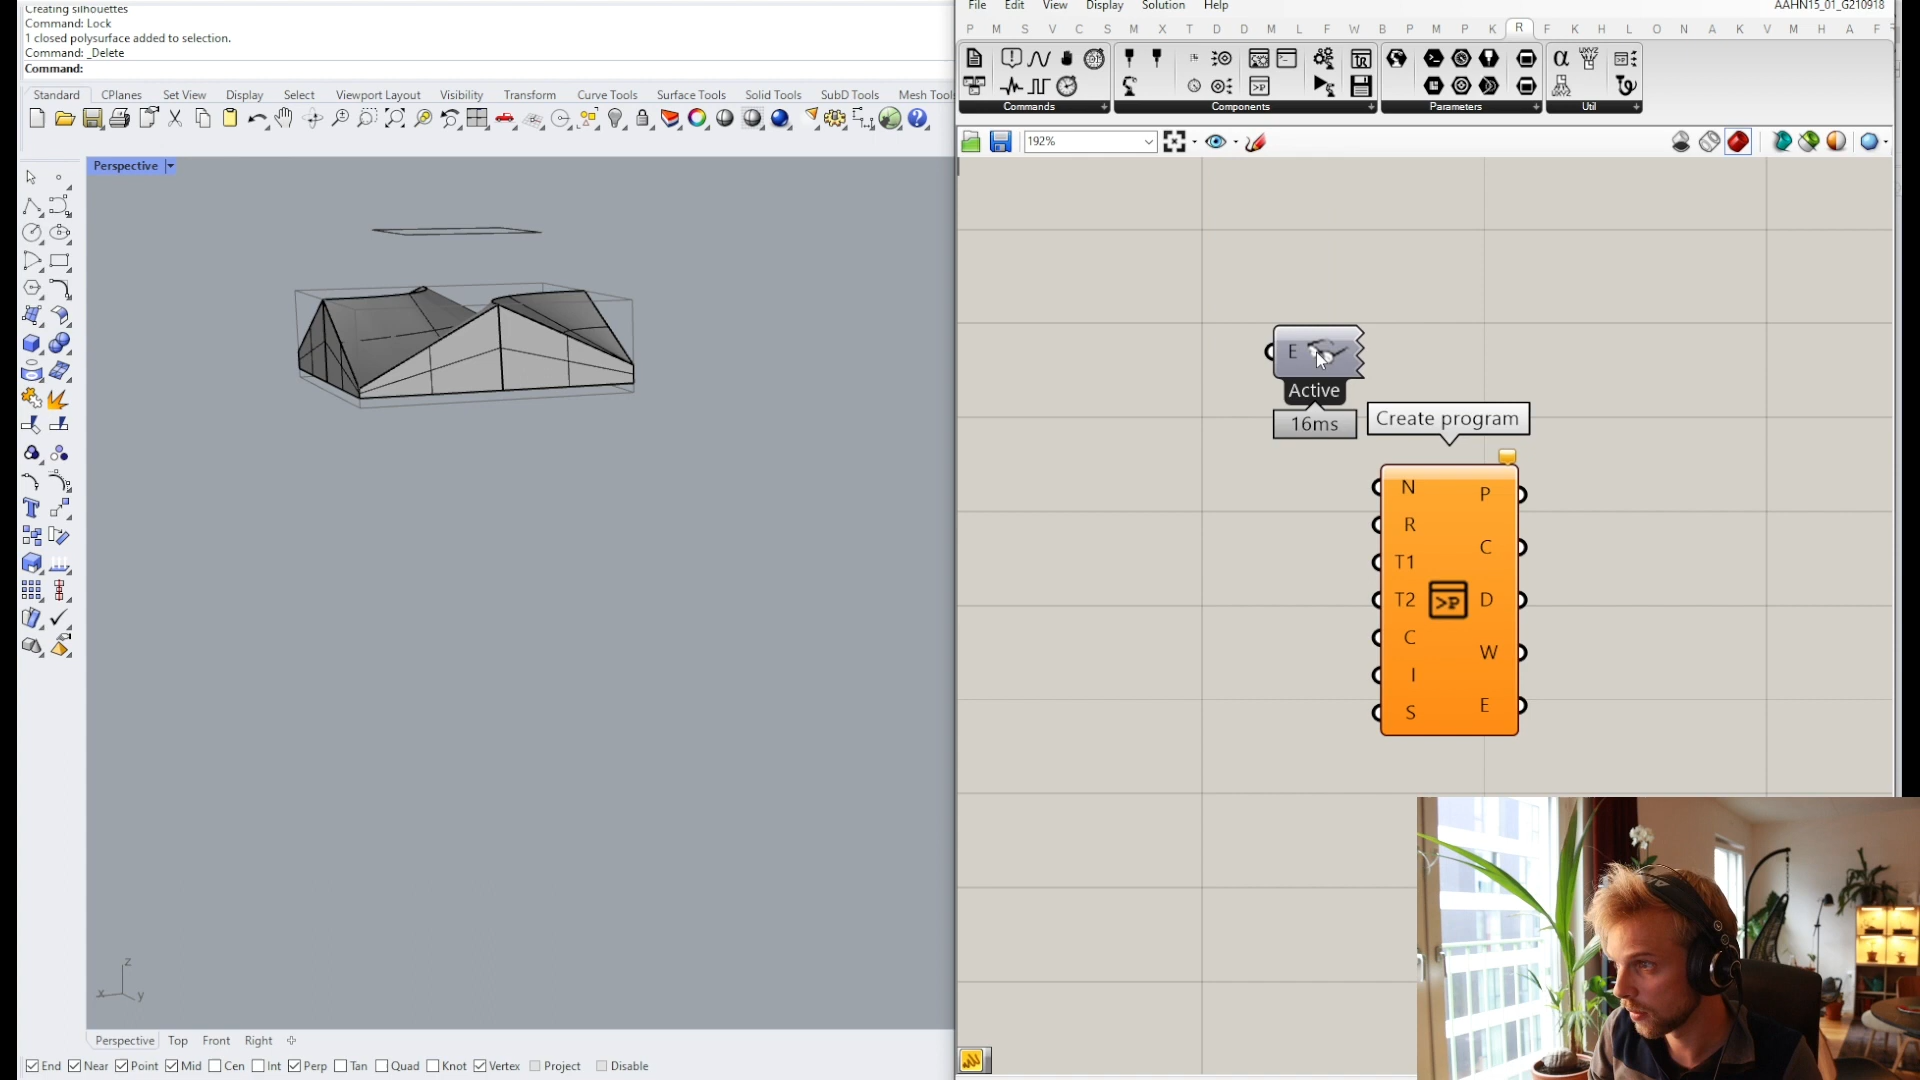 Creating silhouettes
Command: Lock
1 closed polysurface added to selection.
Command: _Delete
Command:
Standard CPlanes Set View Display Select Viewport Layout Visibility Transform Curve Tools Surface Tools Solid Tools SubD Tools Mesh Tool
Perspective
z
x y
Perspective Top Front Right
End Near Point Mid Cen Int Perp Tan Quad Knot Vertex Project Disable
File Edit View Display Solution Help AAHN15_01_G210918
P M S V C S M X T D D M L F W B P M P K R F K H L O N A K V M H A F
Commands Components Parameters Util
192%
E
Active
16ms
Create program
N P
R
T1 C
T2 >P D
C W
I E
S